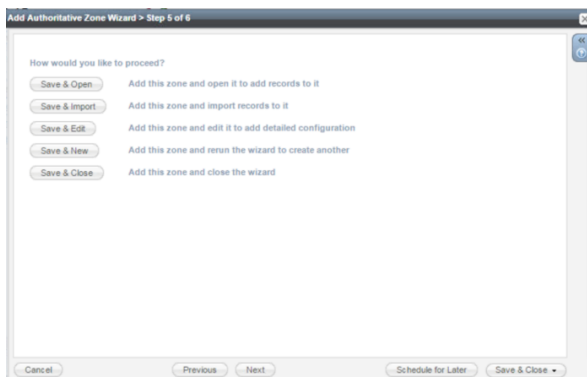 Add Authoritative Zone Wizard > Step 5 of 6
How would you like to proceed?
Save & Open Add this zone and open it to add records to it
Save & Import Add this zone and import records to it
Save & Edit Add this zone and edit it to add detailed configuration
Save & New Add this zone and rerun the wizard to create another
Save & Close Add this zone and close the wizard
Cancel Previous Next Schedule for Later Save & Close